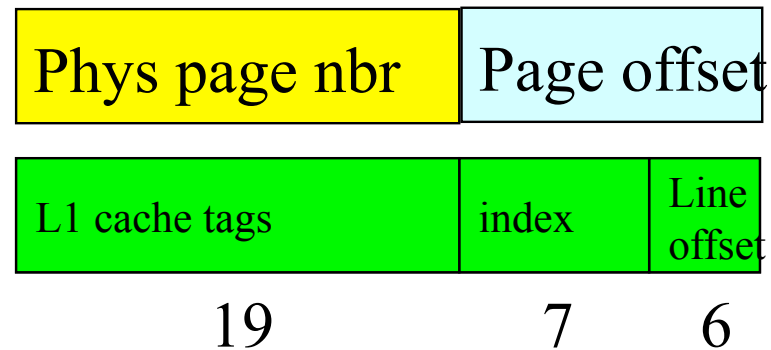 Phys page nbr
Page offset
L1 cache tags
index
Line
offset
19
7
6